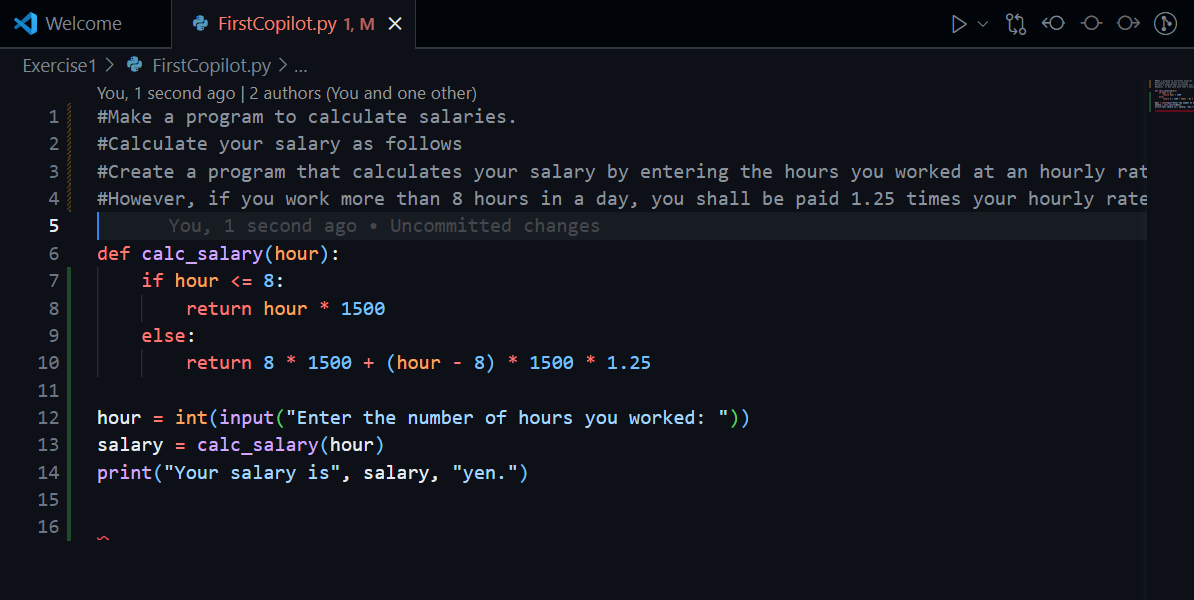 Welcome
FirstCopilot.py 1, M
Exercise1 > FirstCopilot.py > ...
You, 1 second ago | 2 authors (You and one other)
1 #Make a program to calculate salaries.
2 #Calculate your salary as follows
3 #Create a program that calculates your salary by entering the hours you worked at an hourly rat
4 #However, if you work more than 8 hours in a day, you shall be paid 1.25 times your hourly rate
5 You, 1 second ago • Uncommitted changes
6 def calc_salary(hour):
7 if hour <= 8:
8 return hour * 1500
9 else:
10 return 8 * 1500 + (hour - 8) * 1500 * 1.25
11
12 hour = int(input("Enter the number of hours you worked: "))
13 salary = calc_salary(hour)
14 print("Your salary is", salary, "yen.")
15
16